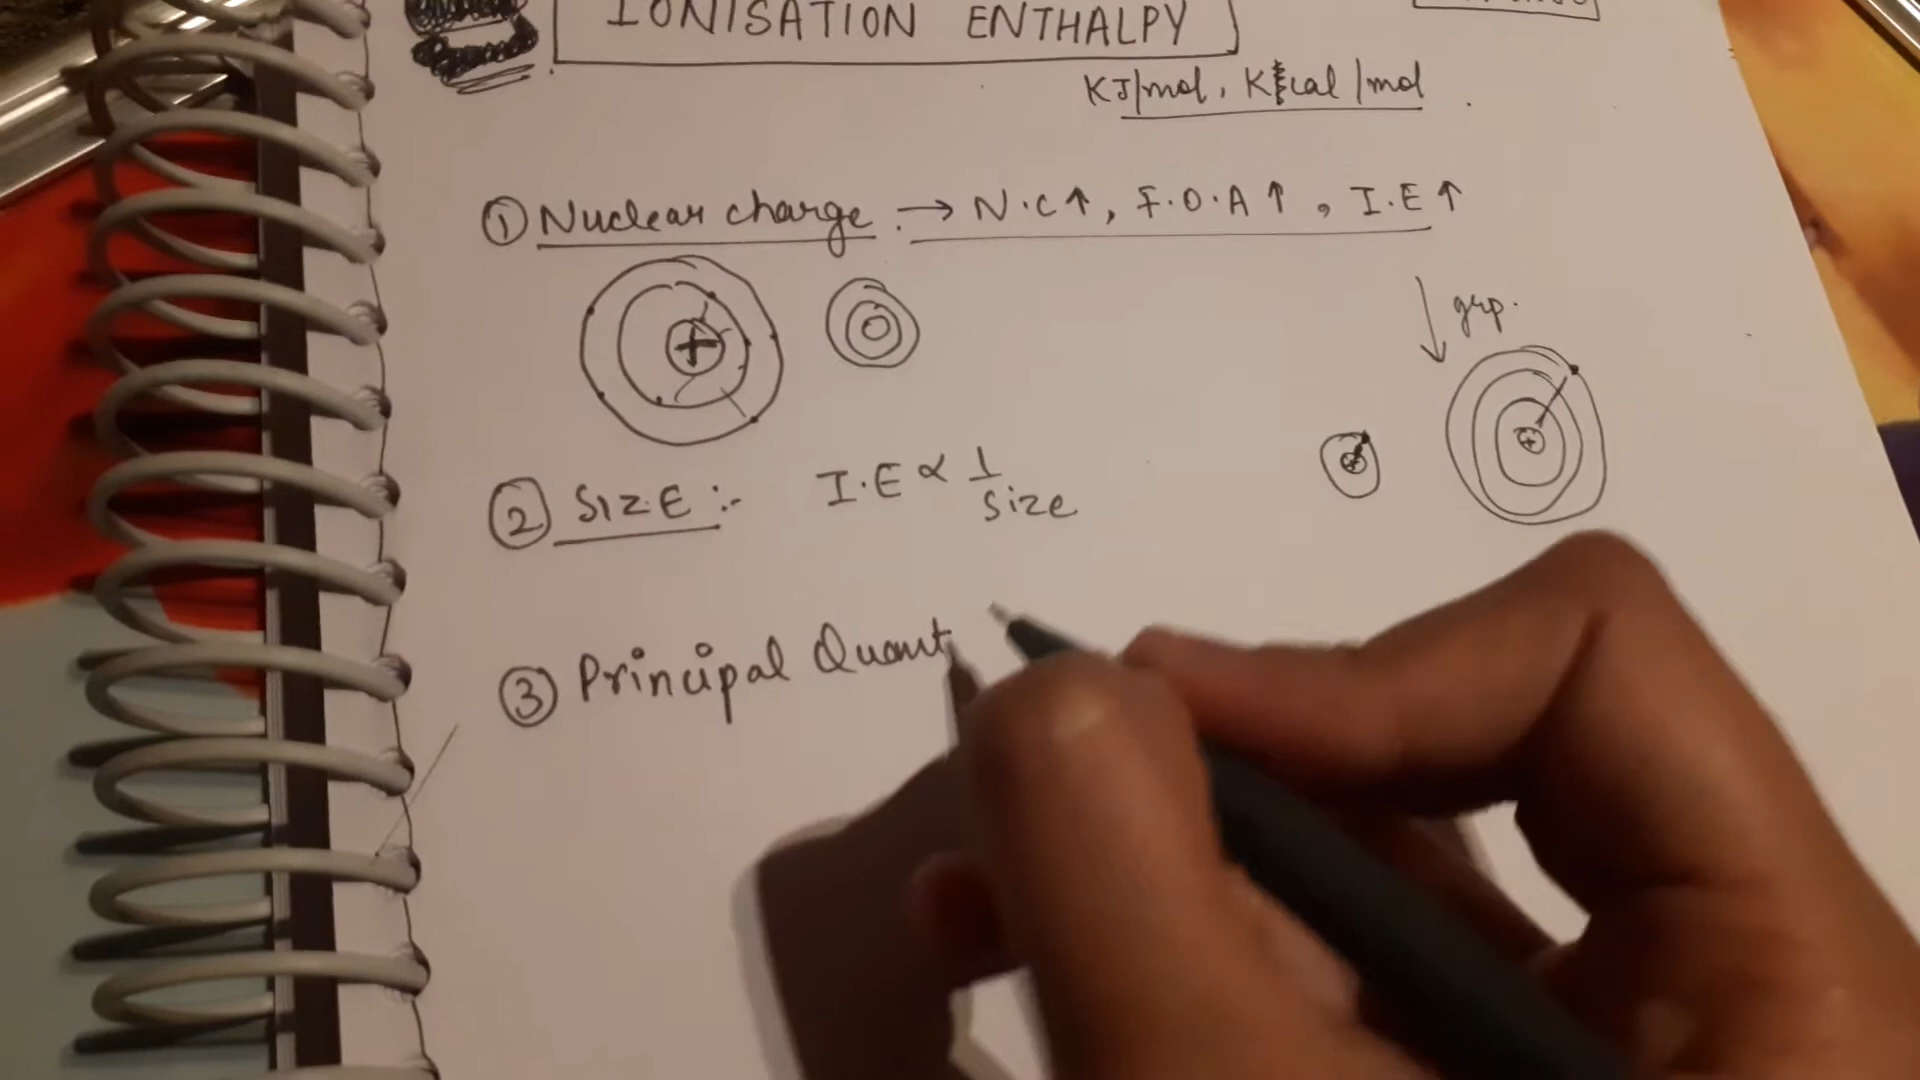 IONISATION ENTHALPY
KJ/mol, Kcal/mol
① Nuclear charge. → N.C↑, F.O.A↑, I.E↑
grp.
+
+
+
② SIZE :- I.E ∝ 1/size
③ Principal Quant